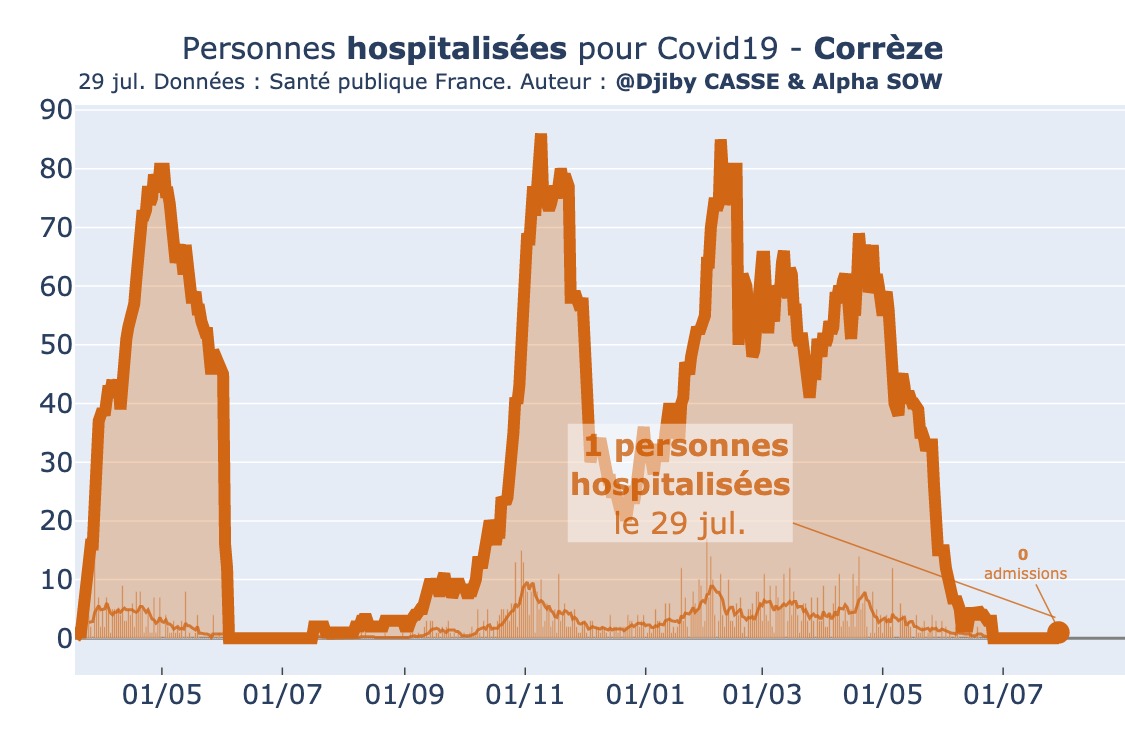 Personnes hospitalisées pour Covid19 - Corrèze
29 jul. Données : Santé publique France. Auteur : @Djiby CASSE & Alpha SOW
90
80
70
60
50
40
30
20
10
0
1 personnes
hospitalisées
le 29 jul.
0
admissions
01/05 01/07 01/09 01/11 01/01 01/03 01/05 01/07